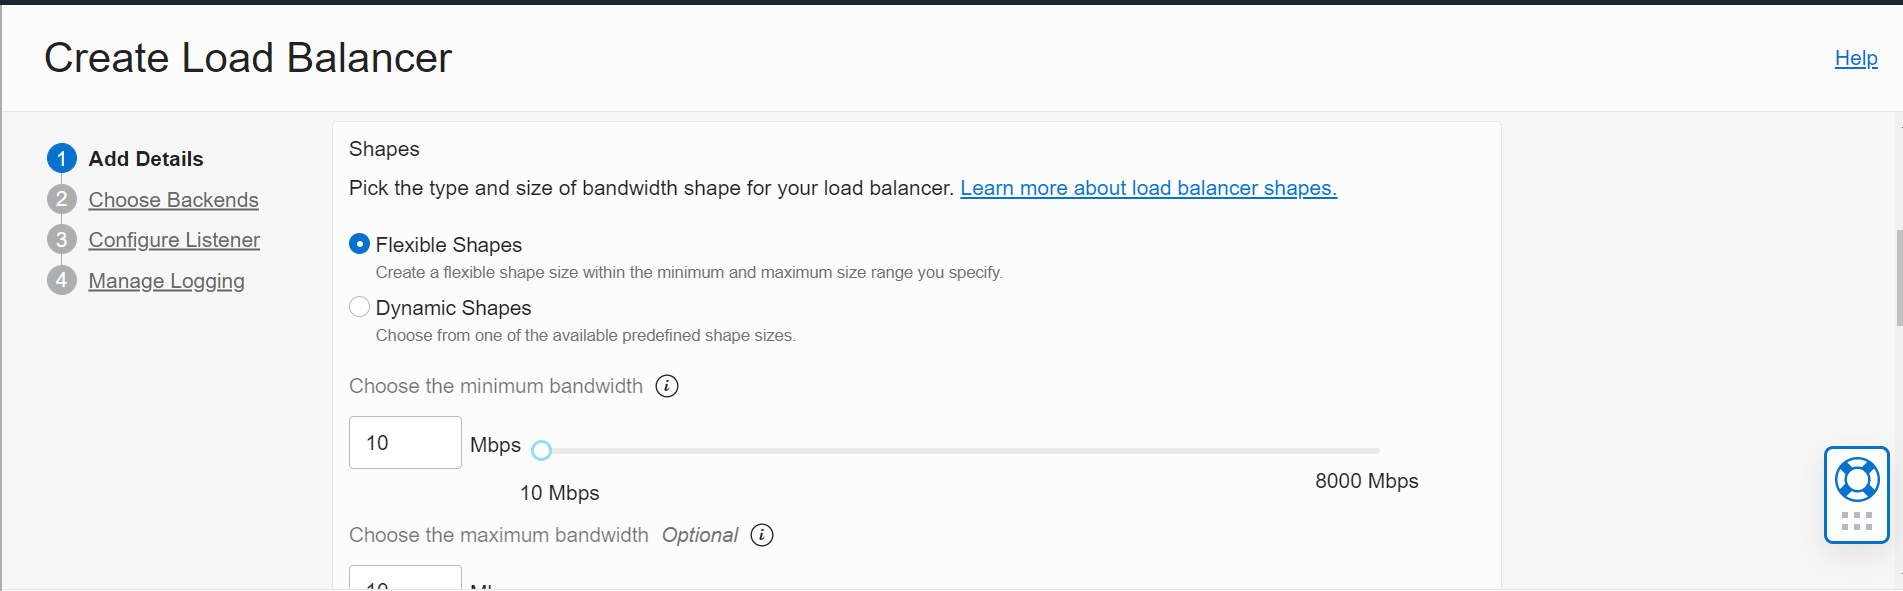 Create Load Balancer
Help
1 Add Details
2 Choose Backends
3 Configure Listener
4 Manage Logging
Shapes
Pick the type and size of bandwidth shape for your load balancer. Learn more about load balancer shapes.
Flexible Shapes
Create a flexible shape size within the minimum and maximum size range you specify.
Dynamic Shapes
Choose from one of the available predefined shape sizes.
Choose the minimum bandwidth i
10 Mbps
10 Mbps
8000 Mbps
Choose the maximum bandwidth Optional i
10